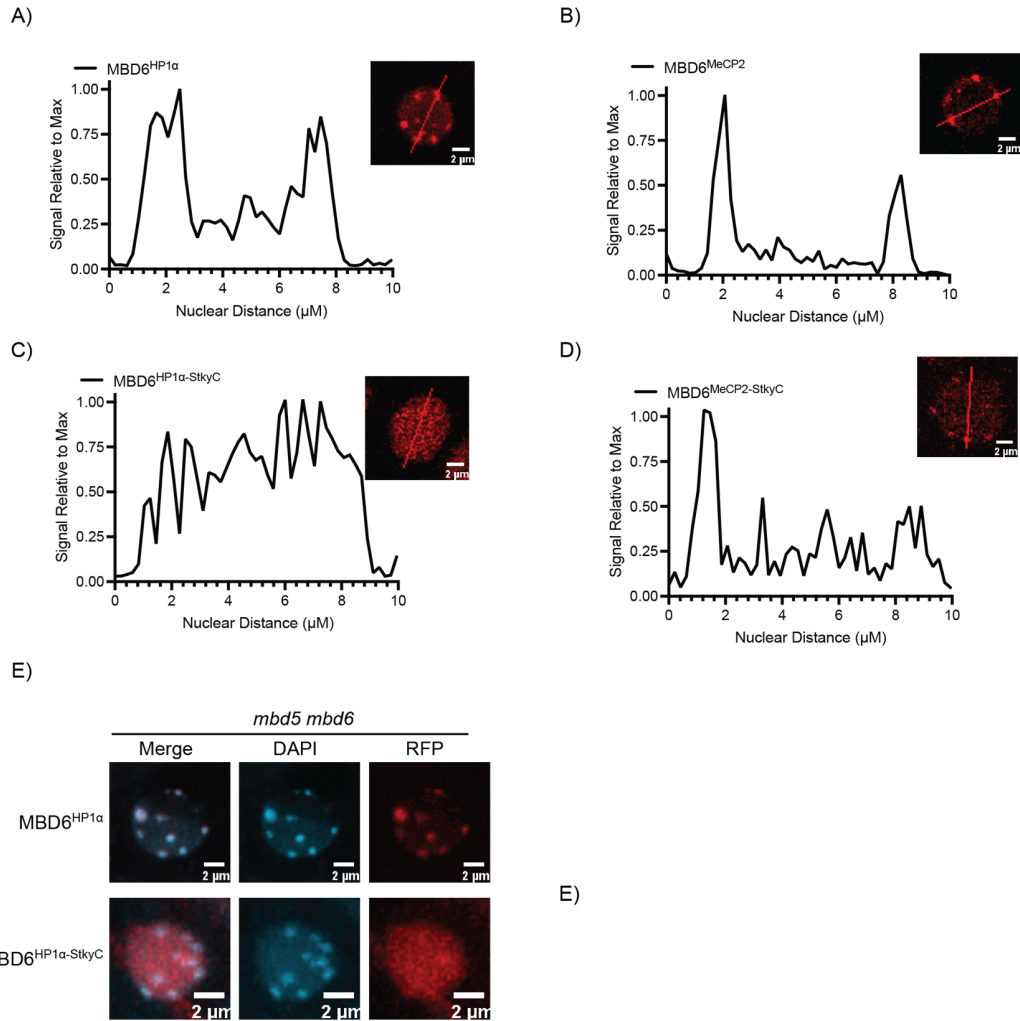 A)
MBD6HP1α
1.00
0.75
0.50
0.25
0.00
Signal Relative to Max
0 2 4 6 8 10
Nuclear Distance (µM)
2 µm
B)
MBD6MeCP2
1.00
0.75
0.50
0.25
0.00
Signal Relative to Max
0 2 4 6 8 10
Nuclear Distance (µM)
2 µm
C)
MBD6HP1α-StkyC
1.00
0.75
0.50
0.25
0.00
Signal Relative to Max
0 2 4 6 8 10
Nuclear Distance (µM)
2 µm
D)
MBD6MeCP2-StkyC
1.00
0.75
0.50
0.25
0.00
Signal Relative to Max
0 2 4 6 8 10
Nuclear Distance (µM)
2 µm
E)
mbd5 mbd6
Merge DAPI RFP
MBD6HP1α
2 µm 2 µm 2 µm
BD6HP1α-StkyC
2 µm 2 µm 2 µm
E)